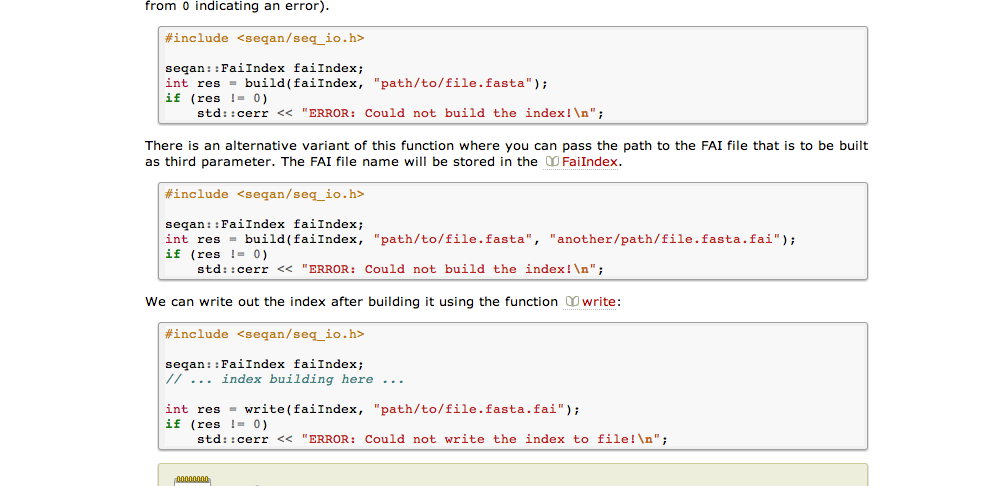 from 0 indicating an error).
#include <seqan/seq_io.h>
seqan::FaiIndex faiIndex;
int res = build(faiIndex, "path/to/file.fasta");
if (res != 0)
    std::cerr << "ERROR: Could not build the index!\n";
There is an alternative variant of this function where you can pass the path to the FAI file that is to be built
as third parameter. The FAI file name will be stored in the FaiIndex.
#include <seqan/seq_io.h>
seqan::FaiIndex faiIndex;
int res = build(faiIndex, "path/to/file.fasta", "another/path/file.fasta.fai");
if (res != 0)
    std::cerr << "ERROR: Could not build the index!\n";
We can write out the index after building it using the function write:
#include <seqan/seq_io.h>
seqan::FaiIndex faiIndex;
// ... index building here ...
int res = write(faiIndex, "path/to/file.fasta.fai");
if (res != 0)
    std::cerr << "ERROR: Could not write the index to file!\n";